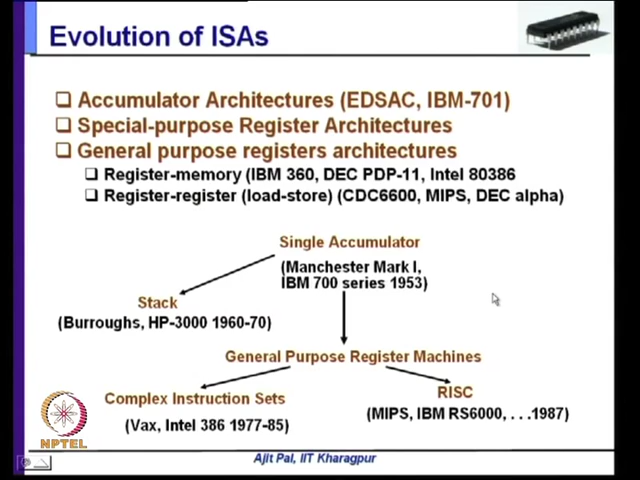 Evolution of ISAs
Accumulator Architectures (EDSAC, IBM-701)
Special-purpose Register Architectures
General purpose registers architectures
Register-memory (IBM 360, DEC PDP-11, Intel 80386
Register-register (load-store) (CDC6600, MIPS, DEC alpha)
Single Accumulator
(Manchester Mark I,
IBM 700 series 1953)
Stack
(Burroughs, HP-3000 1960-70)
General Purpose Register Machines
Complex Instruction Sets
(Vax, Intel 386 1977-85)
RISC
(MIPS, IBM RS6000, . . .1987)
NPTEL
Ajit Pal, IIT Kharagpur